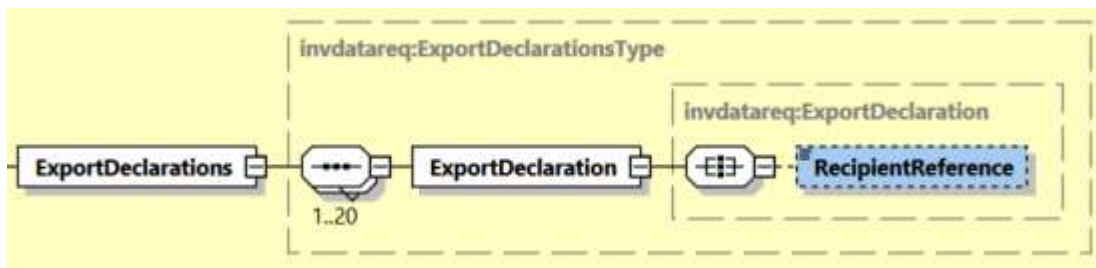 invdatareq:ExportDeclarationsType
invdatareq:ExportDeclaration
ExportDeclarations
ExportDeclaration
RecipientReference
1..20